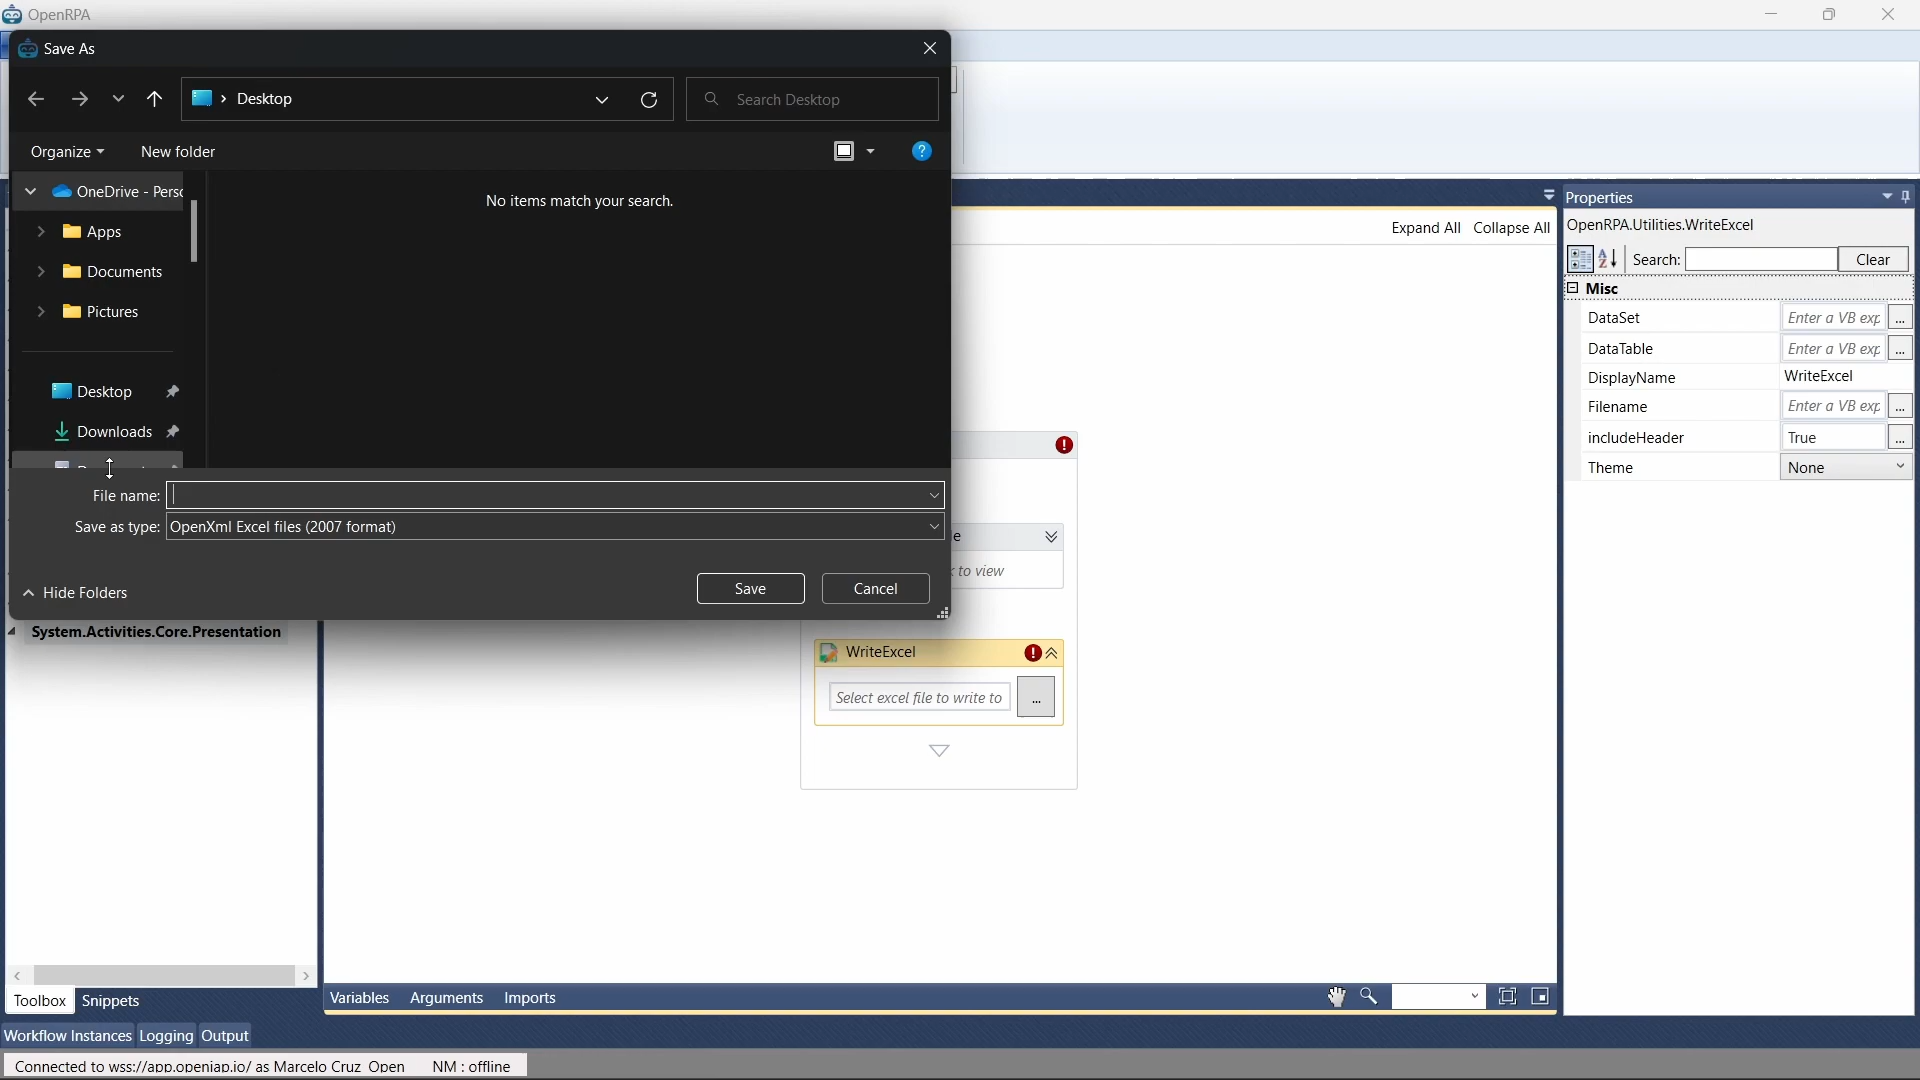 OpenRPA
Save As
Desktop
Search Desktop
Organize
New folder
?
OneDrive - Perso
Apps
Documents
Pictures
Desktop
Downloads
No items match your search.
File name:
Save as type: OpenXml Excel files (2007 format)
Hide Folders
Save
Cancel
System.Activities.Core.Presentation
Expand All Collapse All
e
k to view
WriteExcel
Select excel file to write to
...
Properties
OpenRPA.Utilities.WriteExcel
Search:
Clear
Misc
DataSet Enter a VB exp ...
DataTable Enter a VB exp ...
DisplayName WriteExcel
Filename Enter a VB exp ...
includeHeader True ...
Theme None
Variables Arguments Imports
Toolbox Snippets
Workflow Instances Logging Output
Connected to wss://app.openiap.io/ as Marcelo Cruz Open NM : offline